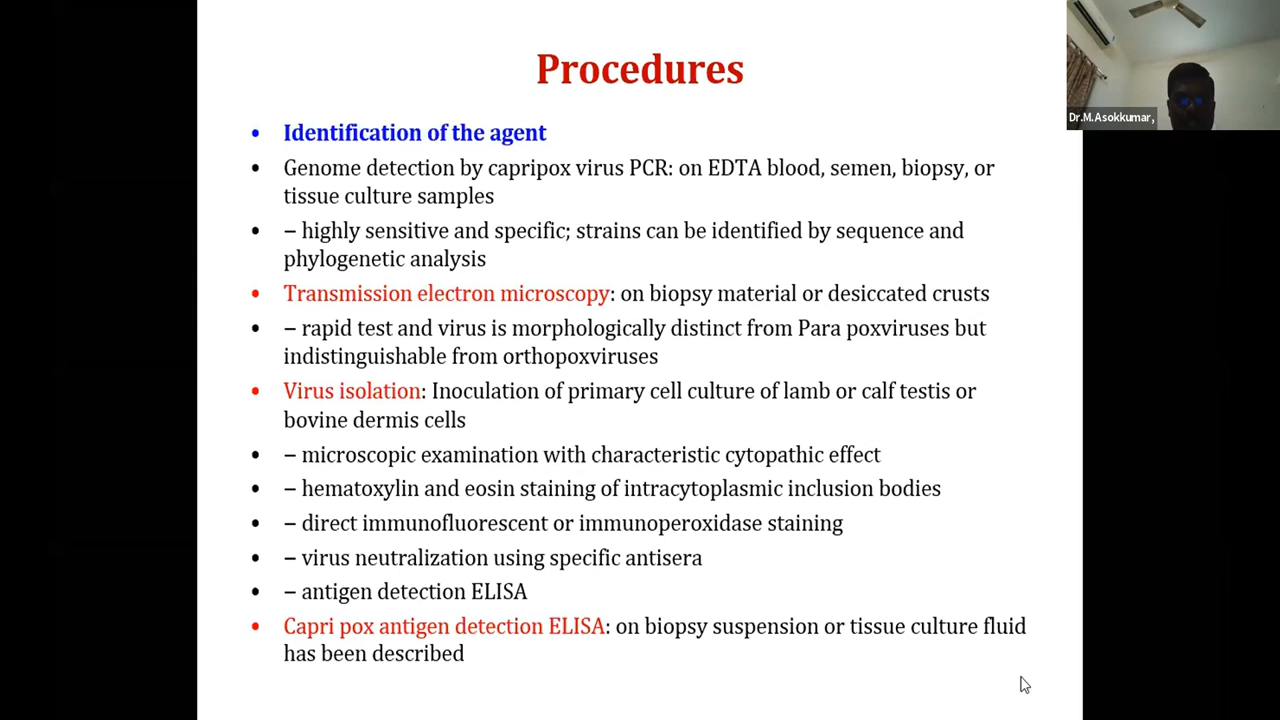 Procedures
• Identification of the agent
• Genome detection by capripox virus PCR: on EDTA blood, semen, biopsy, or
tissue culture samples
• – highly sensitive and specific; strains can be identified by sequence and
phylogenetic analysis
• Transmission electron microscopy: on biopsy material or desiccated crusts
• – rapid test and virus is morphologically distinct from Para poxviruses but
indistinguishable from orthopoxviruses
• Virus isolation: Inoculation of primary cell culture of lamb or calf testis or
bovine dermis cells
• – microscopic examination with characteristic cytopathic effect
• – hematoxylin and eosin staining of intracytoplasmic inclusion bodies
• – direct immunofluorescent or immunoperoxidase staining
• – virus neutralization using specific antisera
• – antigen detection ELISA
• Capri pox antigen detection ELISA: on biopsy suspension or tissue culture fluid
has been described
Dr.M.Asokkumar,